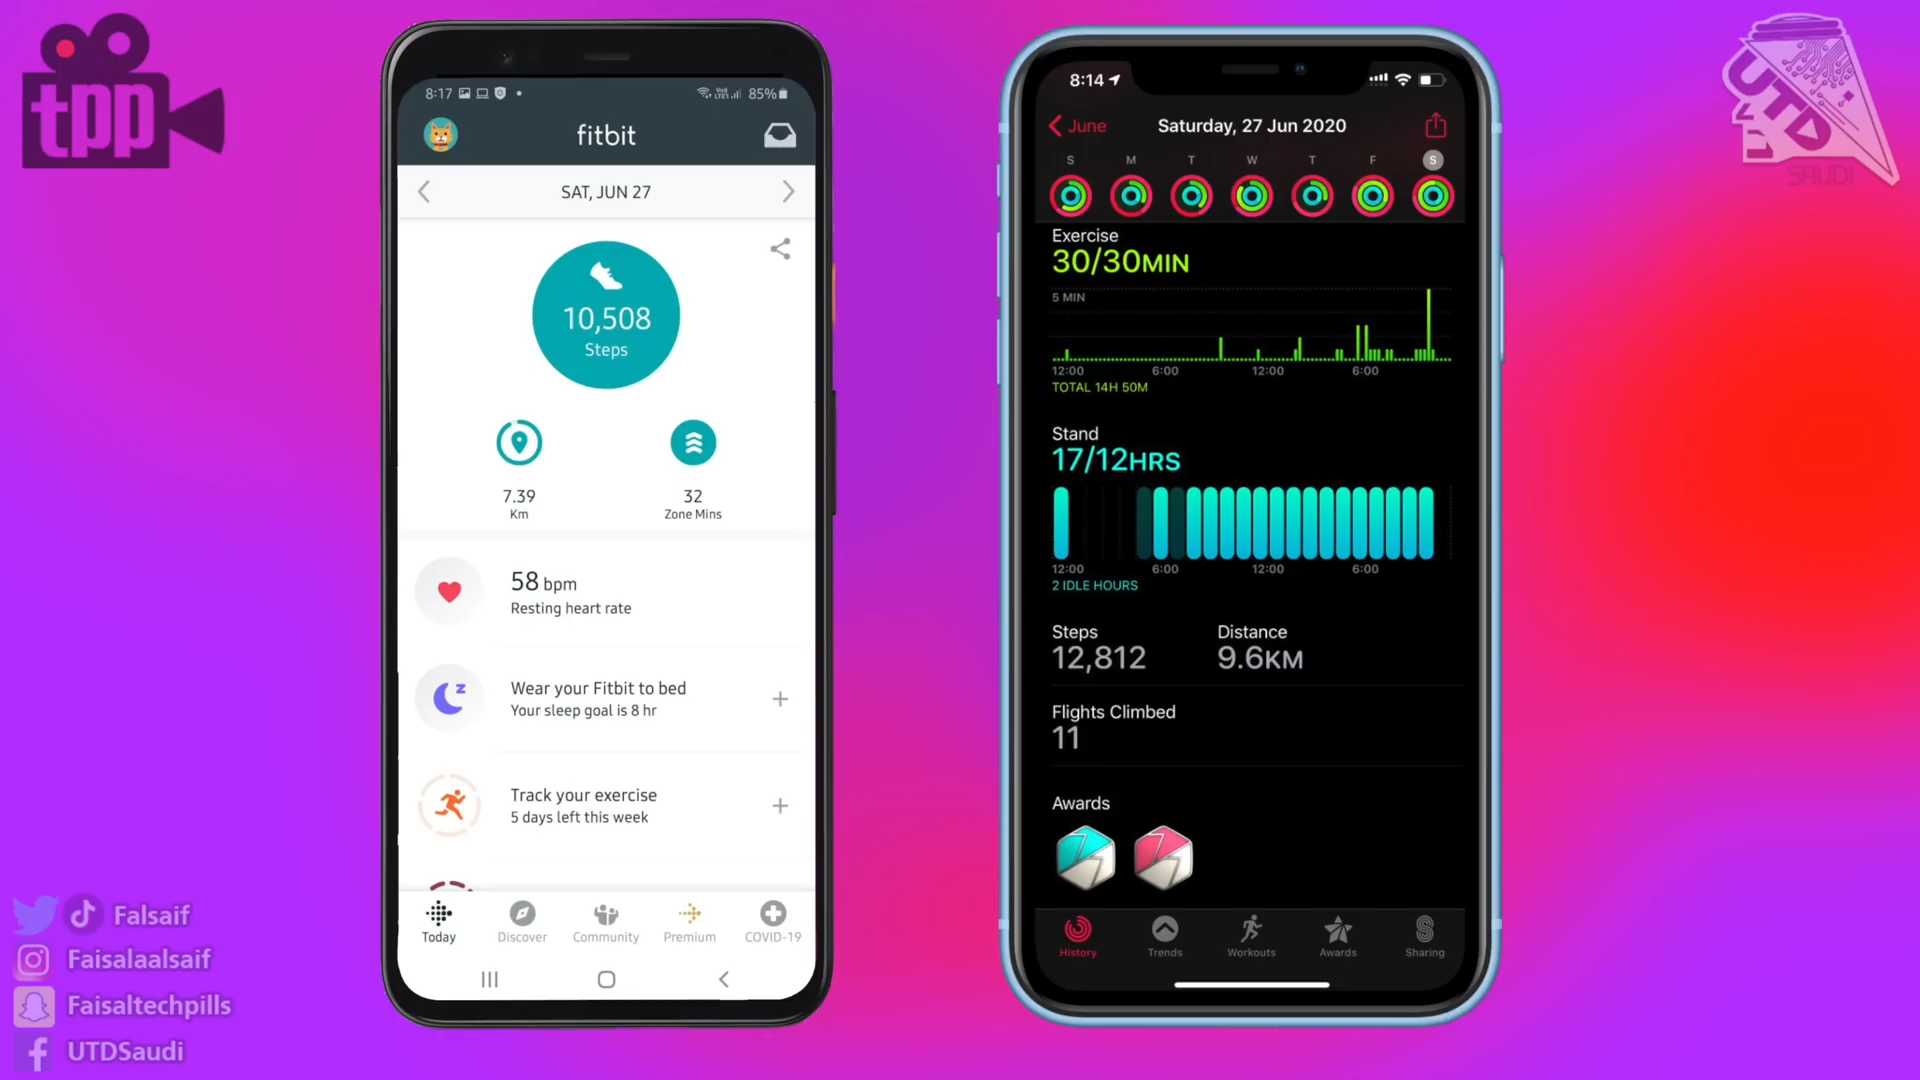 tpp
UTD
SAUDI
8:17
85%
fitbit
SAT, JUN 27
10,508
Steps
7.39
Km
32
Zone Mins
58 bpm
Resting heart rate
Wear your Fitbit to bed
Your sleep goal is 8 hr
Track your exercise
5 days left this week
Today
Discover
Community
Premium
COVID-19
8:14
June
Saturday, 27 Jun 2020
S M T W T F S
Exercise
30/30MIN
5 MIN
12:00 6:00 12:00 6:00
TOTAL 14H 50M
Stand
17/12HRS
12:00 6:00 12:00 6:00
2 IDLE HOURS
Steps
12,812
Distance
9.6KM
Flights Climbed
11
Awards
History
Trends
Workouts
Awards
Sharing
Falsaif
Faisalaalsaif
Faisaltechpills
UTDSaudi